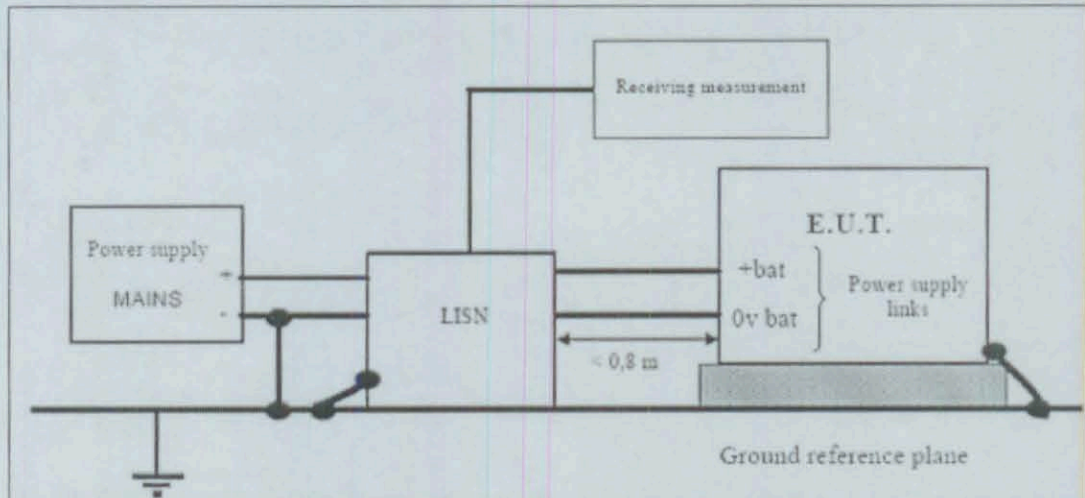 Receiving measurement
Power supply
+
MAINS
-
LISN
E.U.T.
+bat
0v bat
Power supply
links
< 0,8 m
Ground reference plane